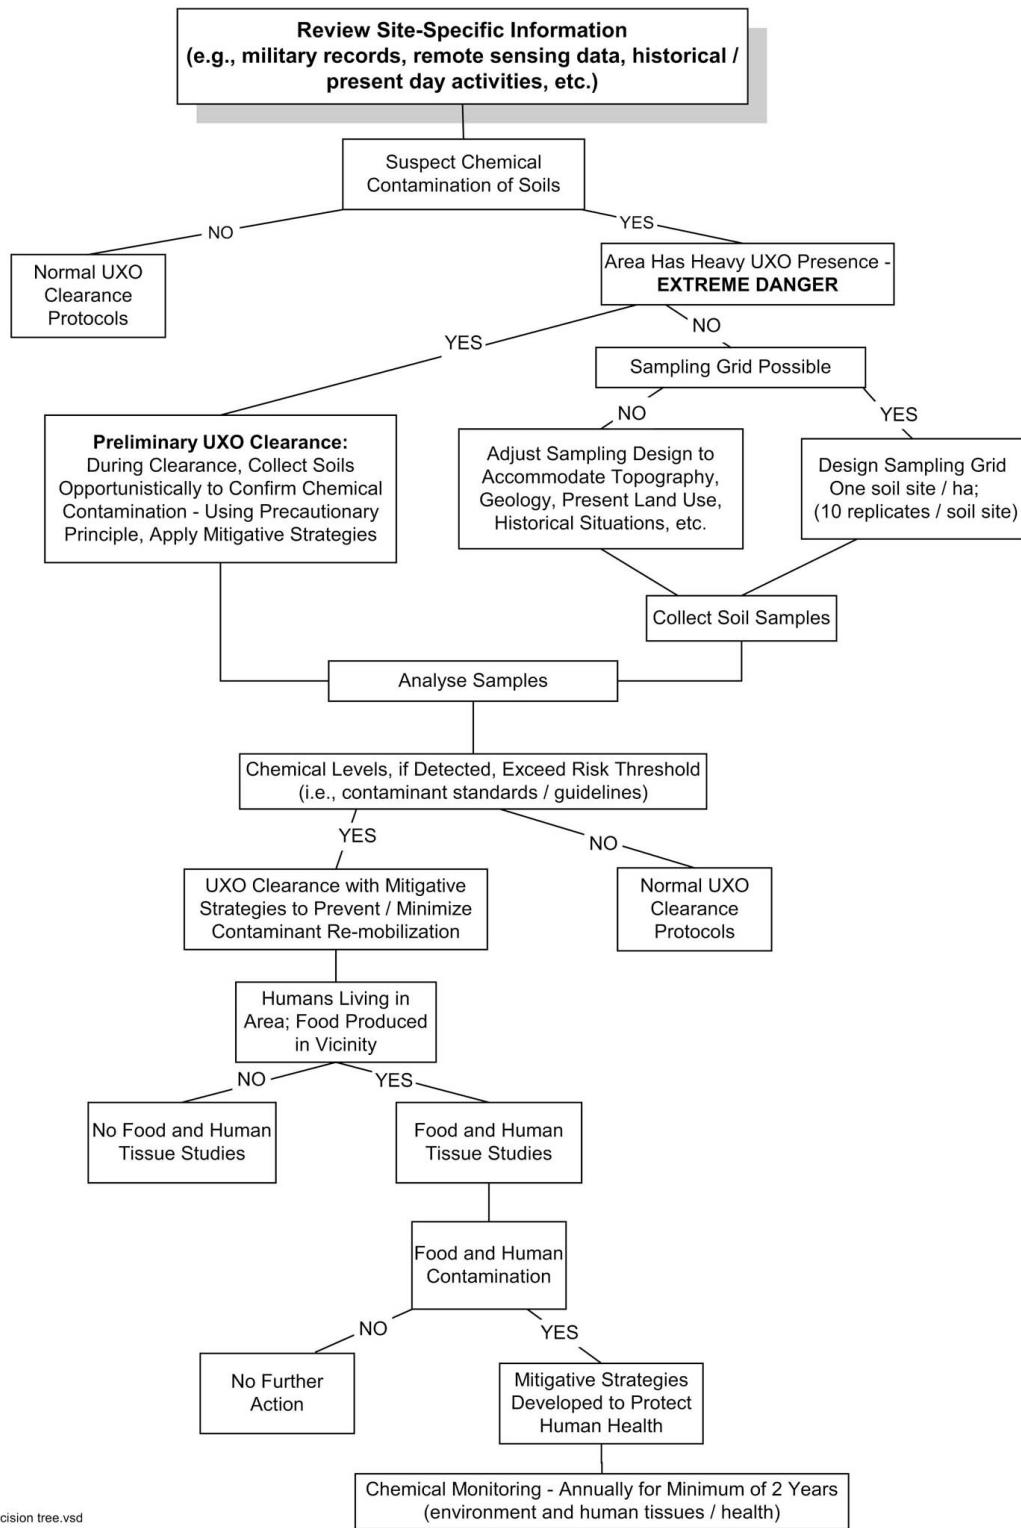 Review Site-Specific Information
(e.g., military records, remote sensing data, historical /
present day activities, etc.)
Suspect Chemical
Contamination of Soils
NO
YES
Normal UXO
Clearance
Protocols
Area Has Heavy UXO Presence -
EXTREME DANGER
YES
NO
Sampling Grid Possible
NO
YES
Preliminary UXO Clearance:
During Clearance, Collect Soils
Opportunistically to Confirm Chemical
Contamination - Using Precautionary
Principle, Apply Mitigative Strategies
Adjust Sampling Design to
Accommodate Topography,
Geology, Present Land Use,
Historical Situations, etc.
Design Sampling Grid
One soil site / ha;
(10 replicates / soil site)
Collect Soil Samples
Analyse Samples
Chemical Levels, if Detected, Exceed Risk Threshold
(i.e., contaminant standards / guidelines)
YES
NO
UXO Clearance with Mitigative
Strategies to Prevent / Minimize
Contaminant Re-mobilization
Normal UXO
Clearance
Protocols
Humans Living in
Area; Food Produced
in Vicinity
NO
YES
No Food and Human
Tissue Studies
Food and Human
Tissue Studies
Food and Human
Contamination
NO
YES
No Further
Action
Mitigative Strategies
Developed to Protect
Human Health
Chemical Monitoring - Annually for Minimum of 2 Years
(environment and human tissues / health)
cision tree.vsd